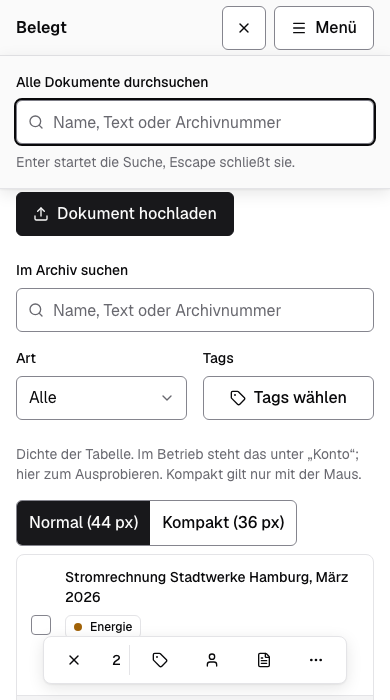 Belegt
Menü
Alle Dokumente durchsuchen
Name, Text oder Archivnummer
Enter startet die Suche, Escape schließt sie.
Dokument hochladen
Im Archiv suchen
Name, Text oder Archivnummer
Art
Tags
Alle
Tags wählen
Dichte der Tabelle. Im Betrieb steht das unter „Konto“;
hier zum Ausprobieren. Kompakt gilt nur mit der Maus.
Normal (44 px)
Kompakt (36 px)
Stromrechnung Stadtwerke Hamburg, März
2026
Energie
2